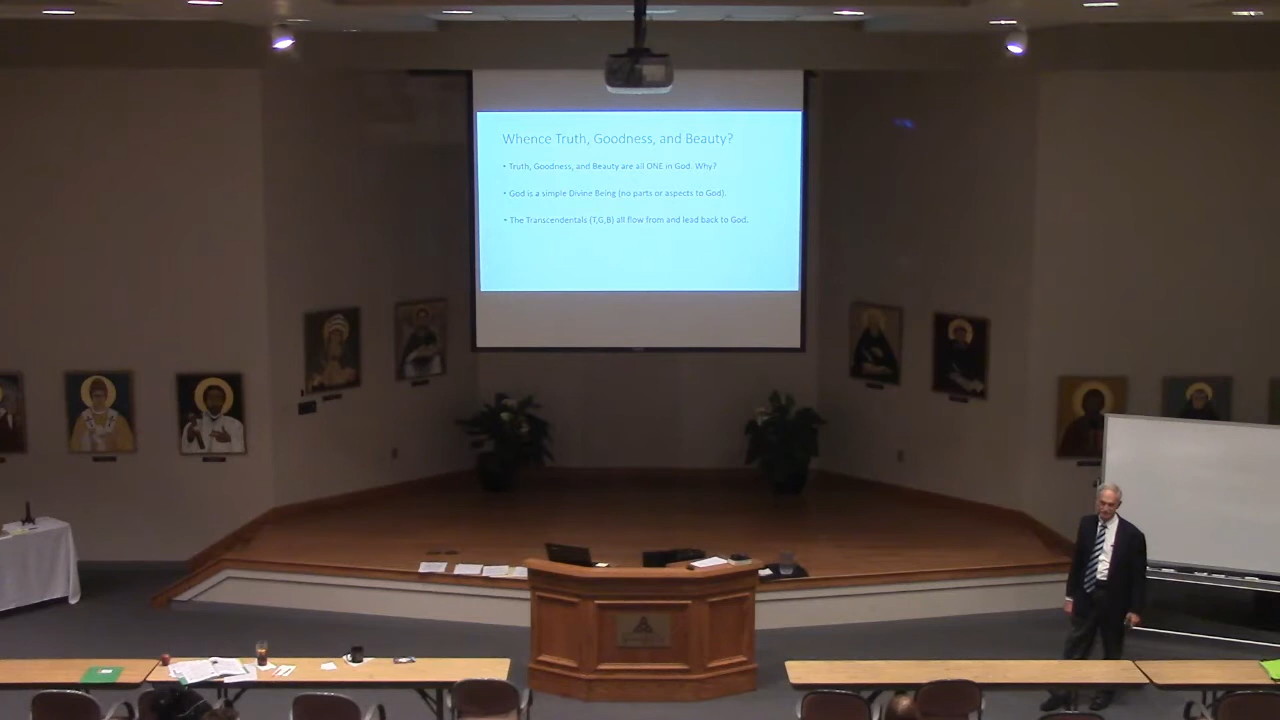 Whence Truth, Goodness, and Beauty?
• Truth, Goodness, and Beauty are all ONE in God. Why?
• God is a simple Divine Being (no parts or aspects to God).
• The Transcendentals (T,G,B) all flow from and lead back to God.